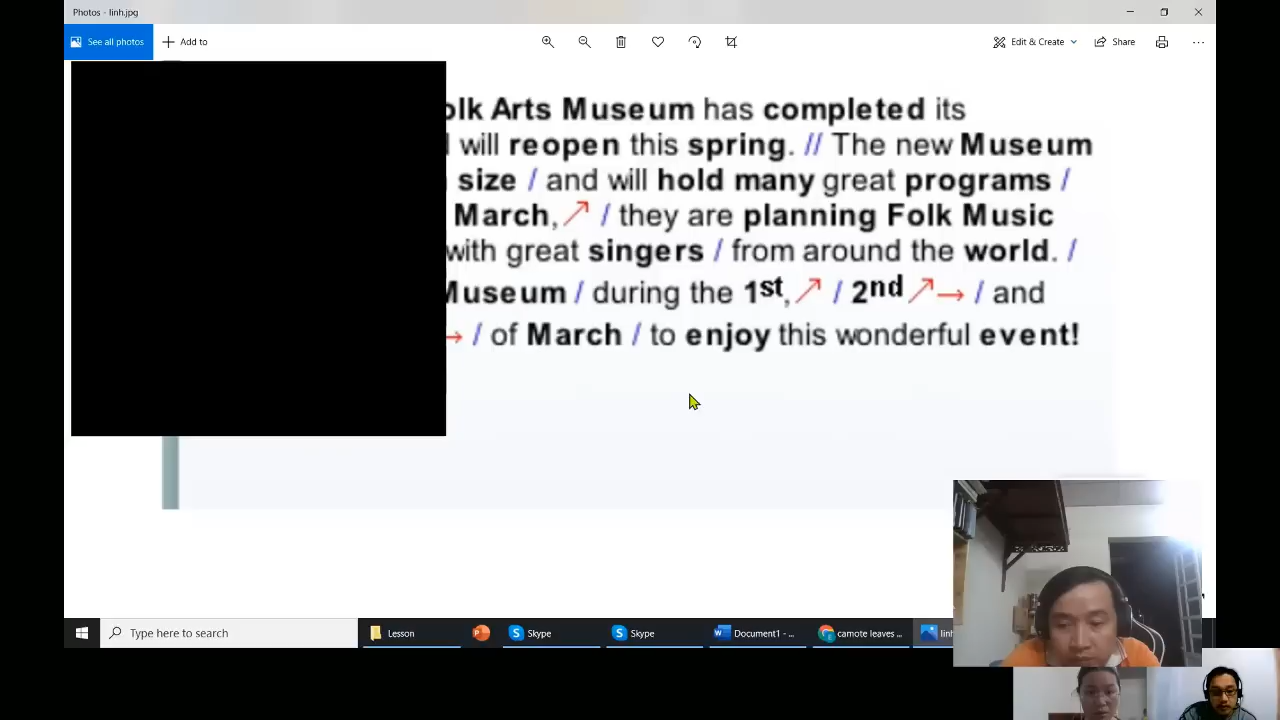 Photos - linh.jpg
See all photos
Add to
Edit & Create
Share
olk Arts Museum has completed its
will reopen this spring. // The new Museum
size / and will hold many great programs /
March,↗ / they are planning Folk Music
with great singers / from around the world. /
Museum / during the 1st,↗ / 2nd ↗→ / and
→ / of March / to enjoy this wonderful event!
Type here to search
Lesson
Skype
Skype
Document1 - ...
camote leaves ...
linh